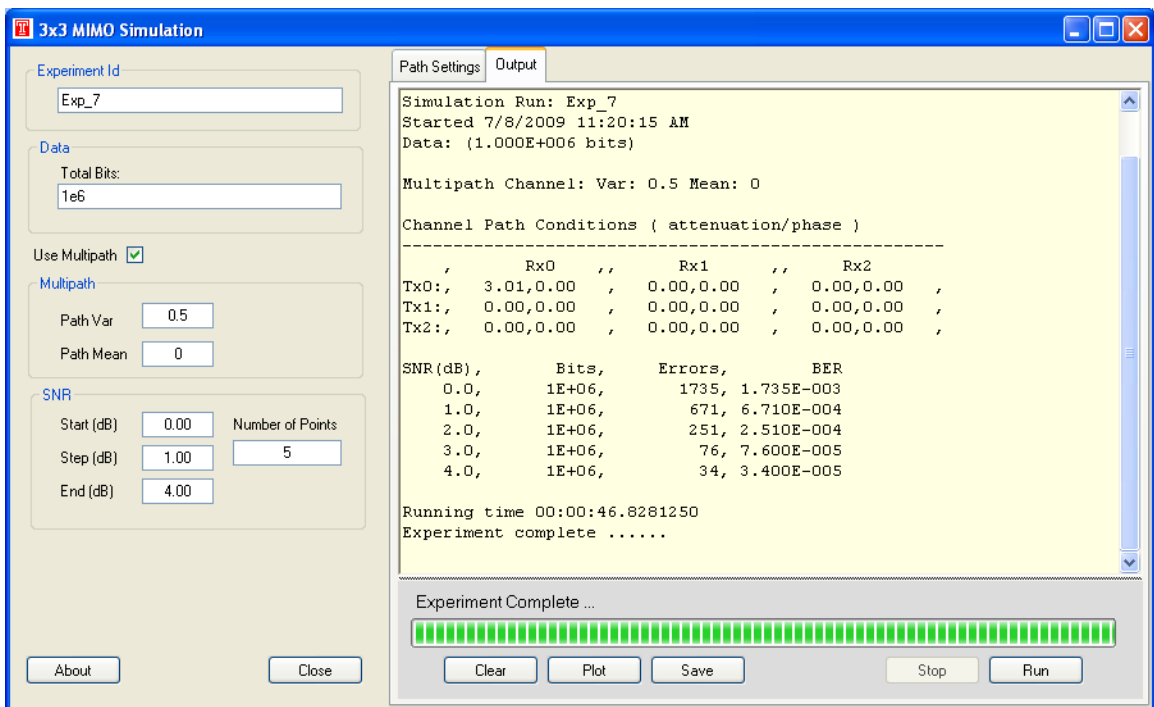 3x3 MIMO Simulation
Experiment Id
Exp_7
Data
Total Bits:
1e6
Use Multipath
Multipath
Path Var 0.5
Path Mean 0
SNR
Start (dB) 0.00 Number of Points
Step (dB) 1.00 5
End (dB) 4.00
About Close
Path Settings Output
Simulation Run: Exp_7
Started 7/8/2009 11:20:15 AM
Data: (1.000E+006 bits)
Multipath Channel: Var: 0.5 Mean: 0
Channel Path Conditions ( attenuation/phase )
------------------------------------------------------
, Rx0 ,, Rx1 ,, Rx2
Tx0:, 3.01,0.00 , 0.00,0.00 , 0.00,0.00 ,
Tx1:, 0.00,0.00 , 0.00,0.00 , 0.00,0.00 ,
Tx2:, 0.00,0.00 , 0.00,0.00 , 0.00,0.00 ,
SNR(dB), Bits, Errors, BER
0.0, 1E+06, 1735, 1.735E-003
1.0, 1E+06, 671, 6.710E-004
2.0, 1E+06, 251, 2.510E-004
3.0, 1E+06, 76, 7.600E-005
4.0, 1E+06, 34, 3.400E-005
Running time 00:00:46.8281250
Experiment complete ......
Experiment Complete ...
Clear Plot Save Stop Run